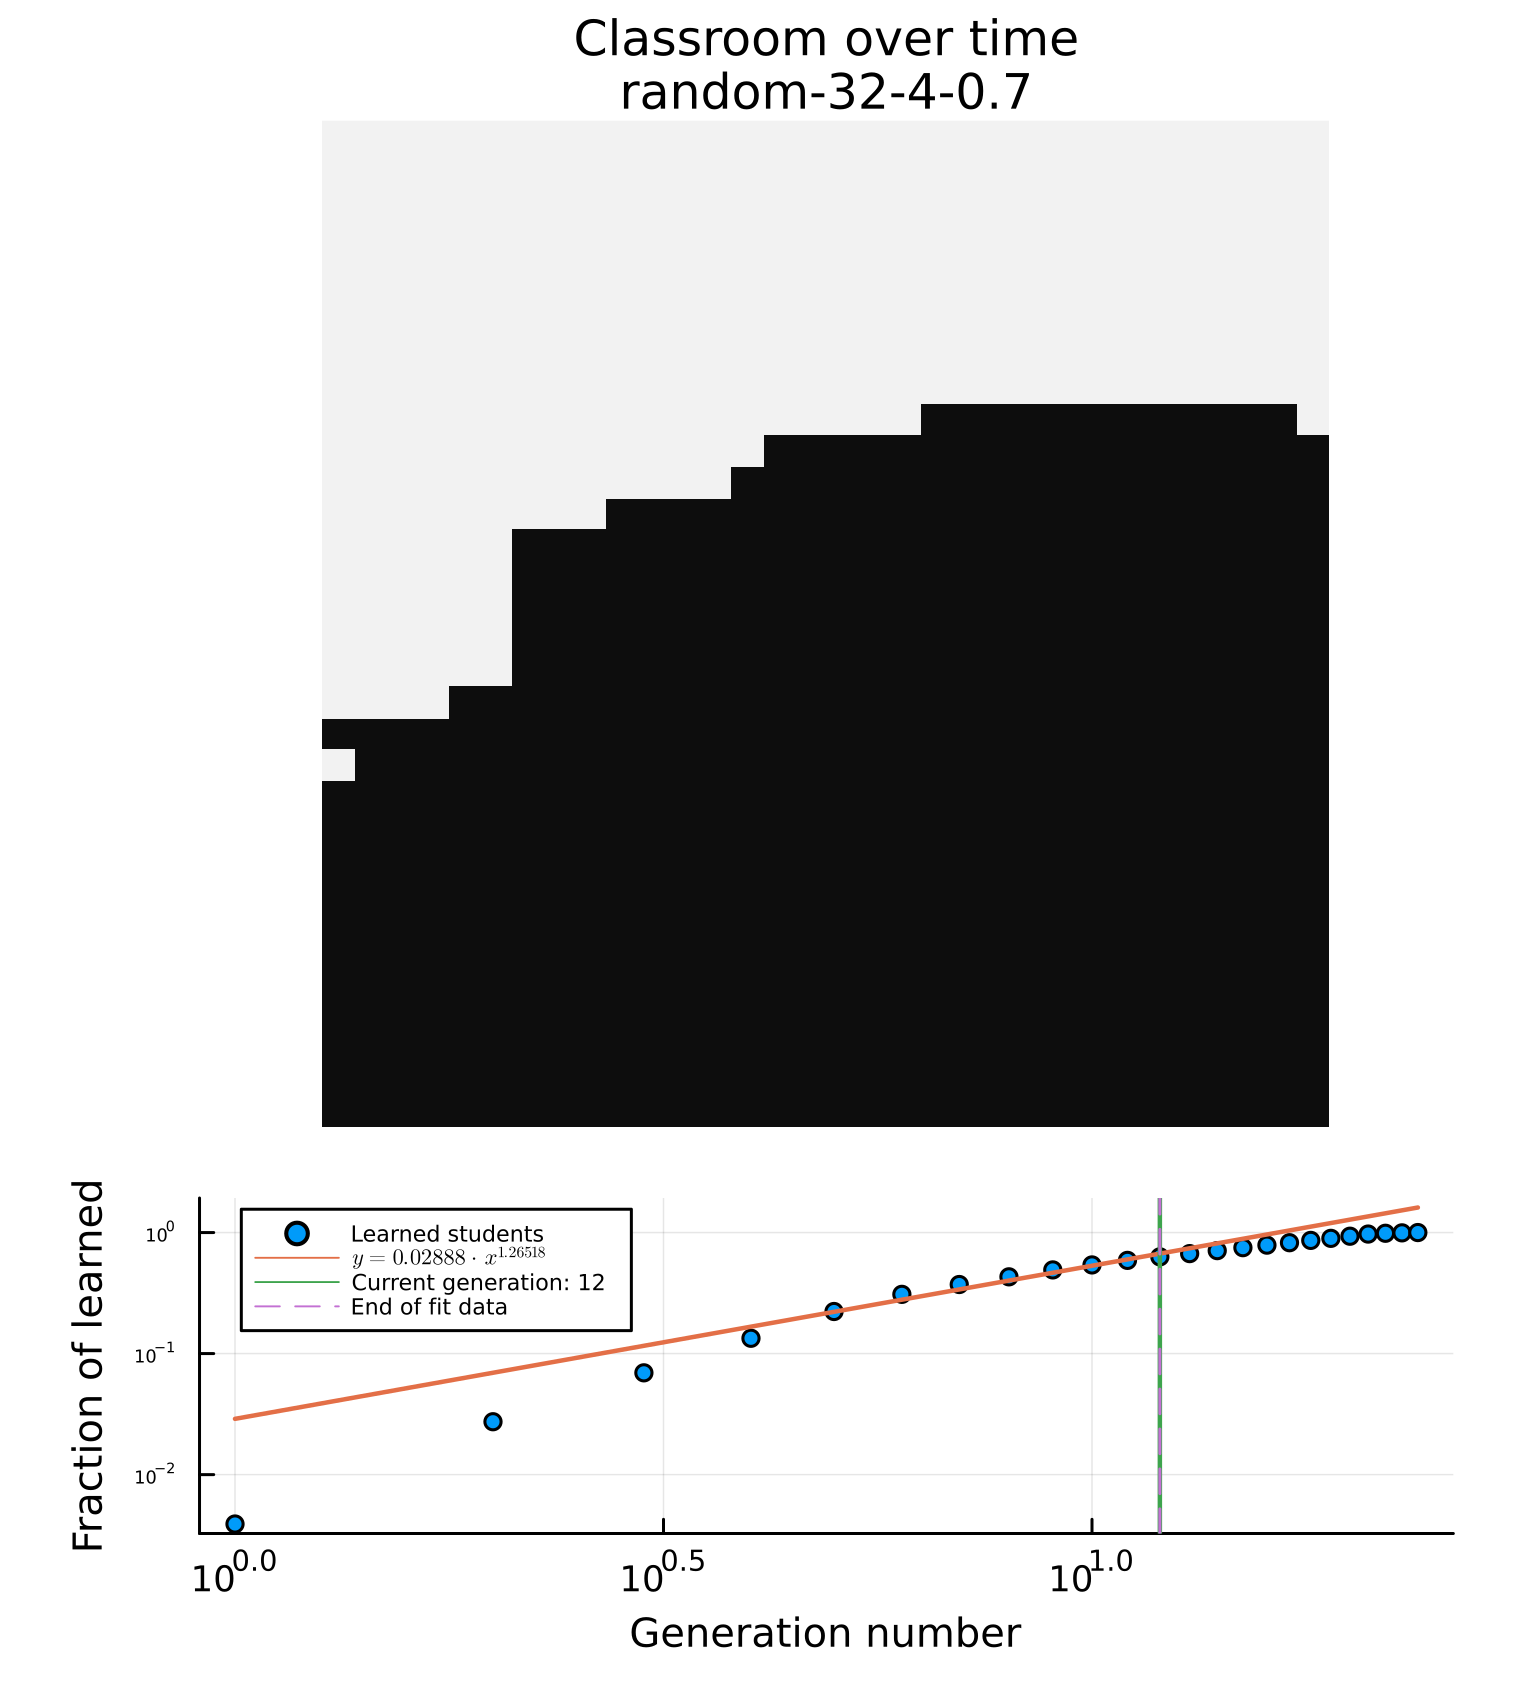 Classroom over time
random-32-4-0.7
Fraction of learned
10⁰
10⁻¹
10⁻²
Learned students
y = 0.02888 · x^1.26518
Current generation: 12
End of fit data
10^0.0
10^0.5
10^1.0
Generation number